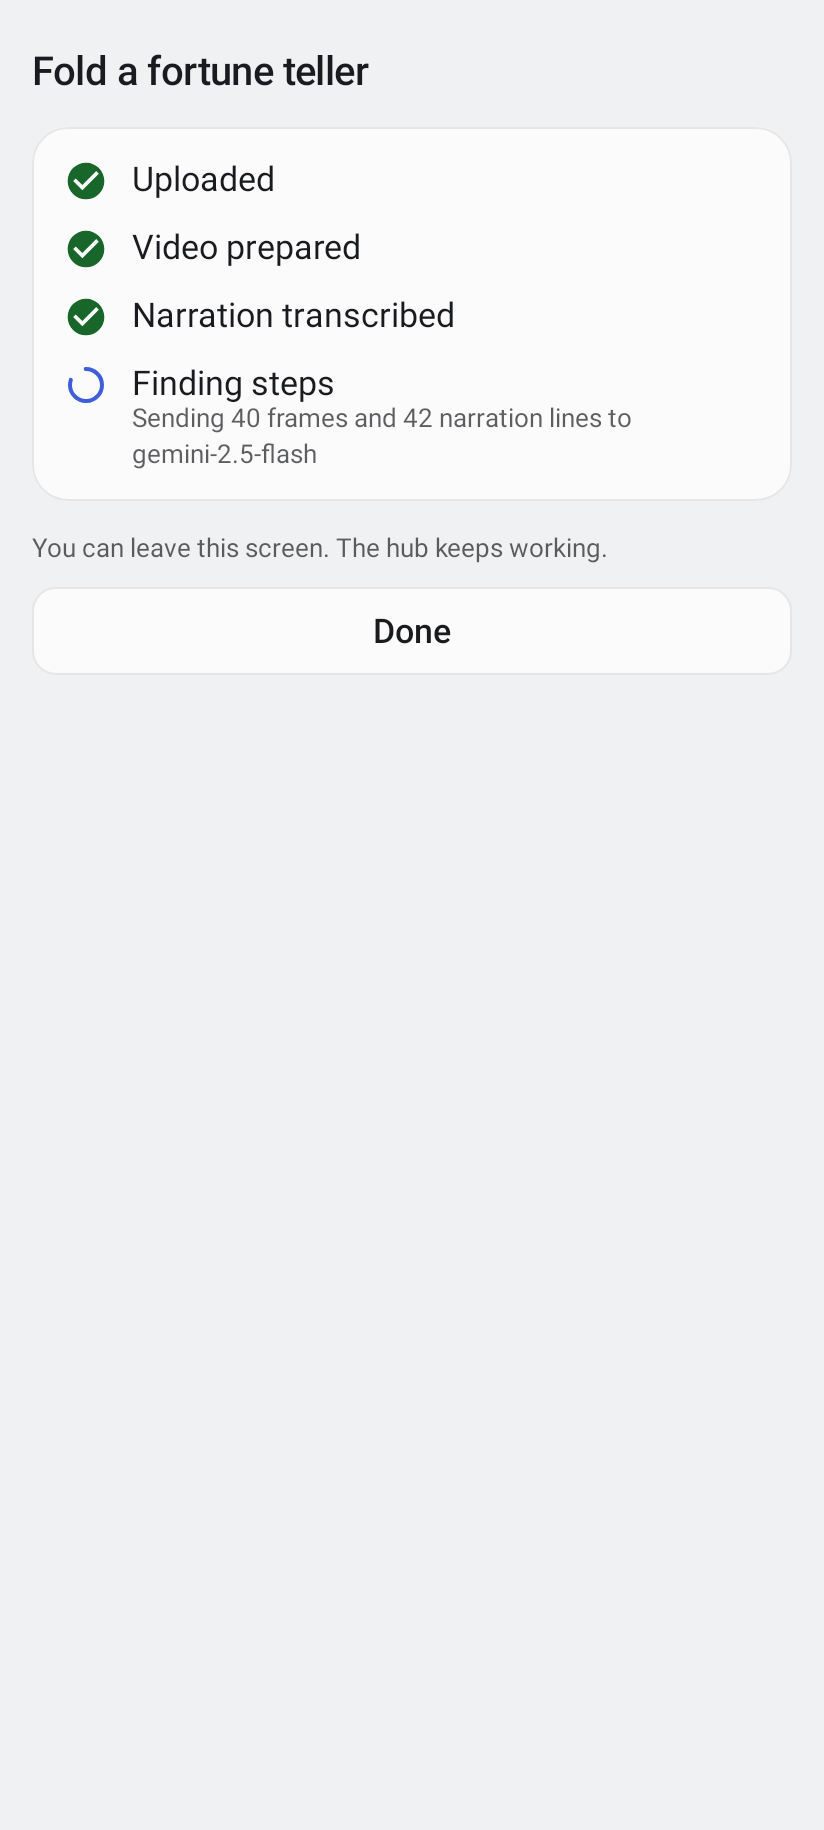 Fold a fortune teller
Uploaded
Video prepared
Narration transcribed
Finding steps
Sending 40 frames and 42 narration lines to
gemini-2.5-flash
You can leave this screen. The hub keeps working.
Done